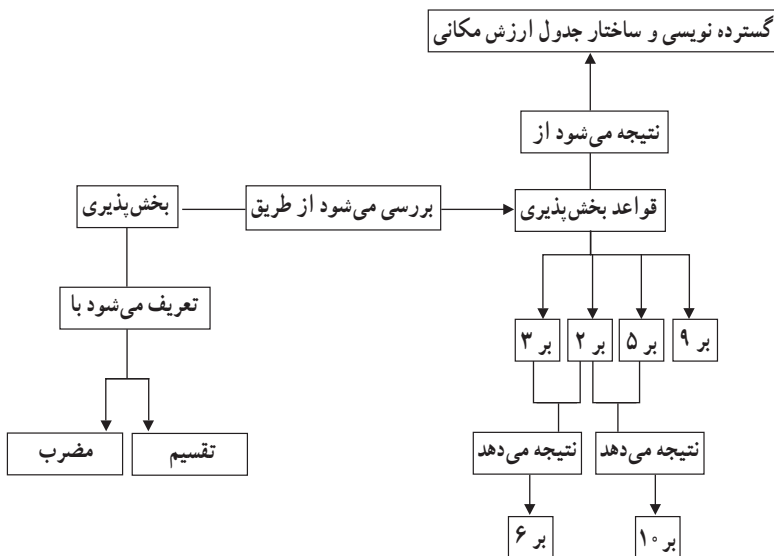 گسترده نویسی و ساختار جدول ارزش مکانی
نتیجه می‌شود از
بخش‌پذیری
بررسی می‌شود از طریق
قواعد بخش‌پذیری
تعریف می‌شود با
بر ۹
بر ۵
بر ۲
بر ۳
تقسیم
مضرب
نتیجه می‌دهد
نتیجه می‌دهد
بر ۱۰
بر ۶